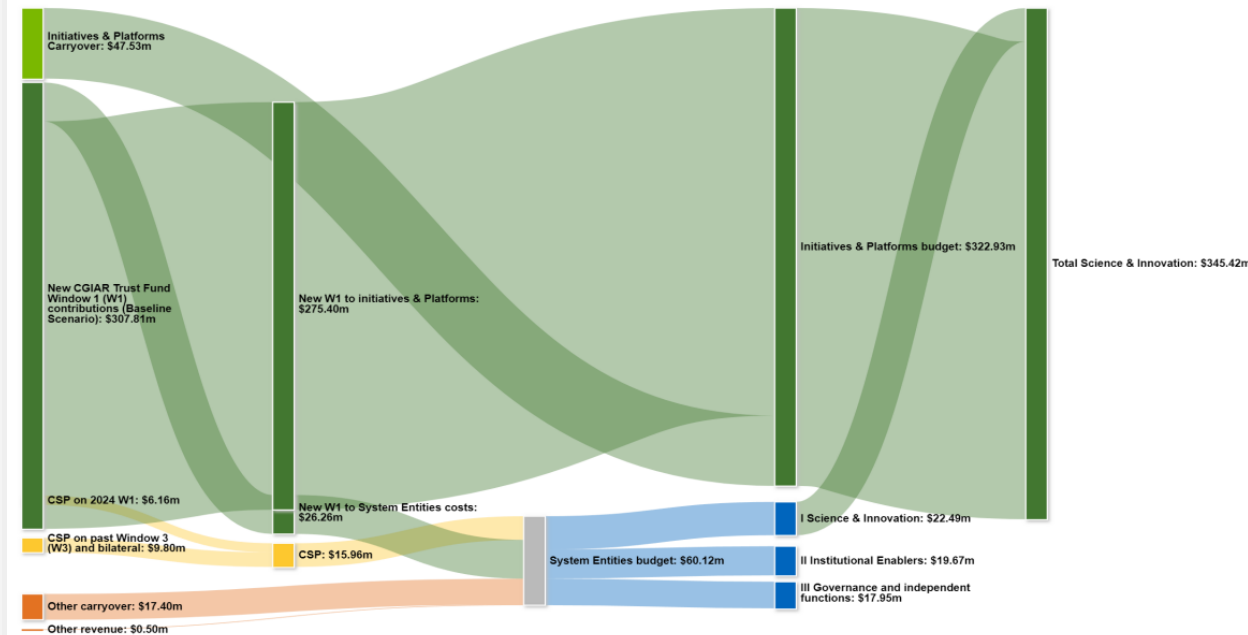 Initiatives & Platforms
Carryover: $47.53m
New CGIAR Trust Fund
Window 1 (W1)
contributions (Baseline
Scenario): $307.81m
CSP on 2024 W1: $6.16m
CSP on past Window 3
(W3) and bilateral: $9.80m
Other carryover: $17.40m
Other revenue: $0.50m
New W1 to initiatives & Platforms:
$275.40m
New W1 to System Entities costs:
$26.26m
CSP: $15.96m
System Entities budget: $60.12m
Initiatives & Platforms budget: $322.93m
I Science & Innovation: $22.49m
II Institutional Enablers: $19.67m
III Governance and independent
functions: $17.95m
Total Science & Innovation: $345.42m